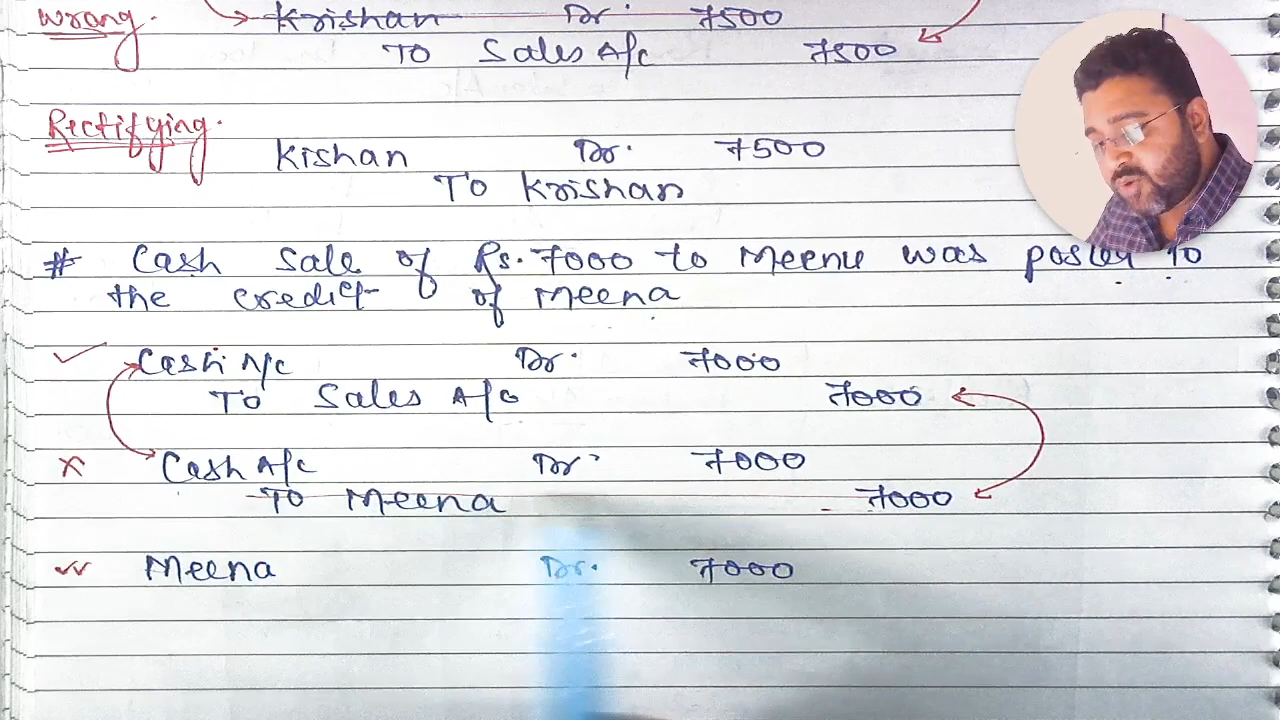 Wrong. Krishan Dr. 7500
To Sales A/c 7500
Rectifying.
Kishan Dr. 7500
To Krishan
# Cash Sale of Rs. 7000 to Meenu was posted to
the credit of Meena
✓ Cash A/c Dr. 7000
To Sales A/c 7000
× Cash A/c Dr. 7000
To Meena 7000
Meena Dr. 7000